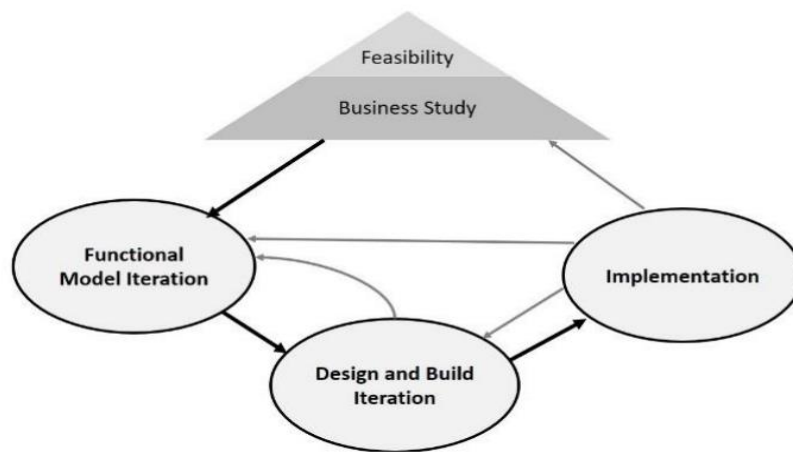 Feasibility
Business Study
Functional
Model Iteration
Implementation
Design and Build
Iteration